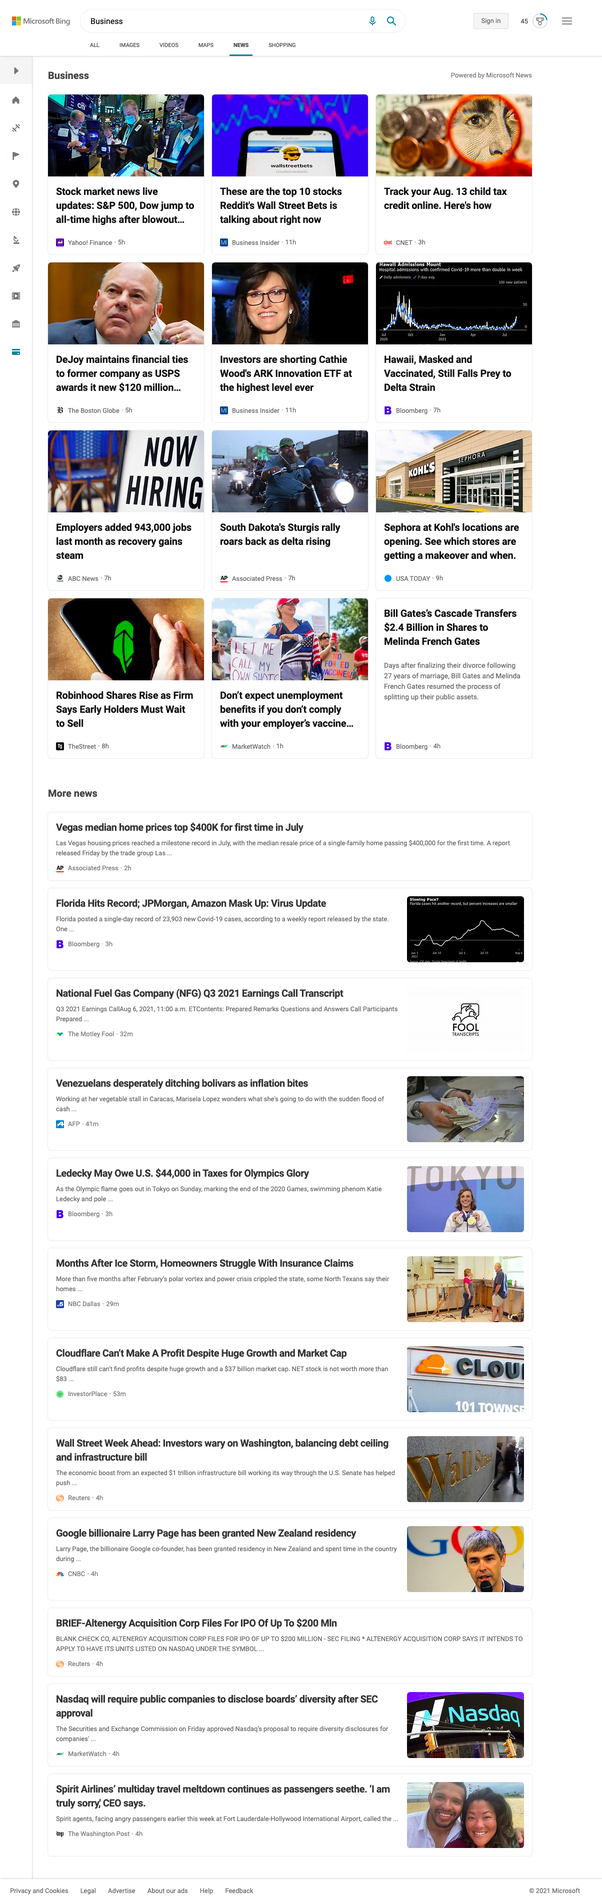 Microsoft Bing
Business
Sign in
45
ALL
IMAGES
VIDEOS
MAPS
NEWS
SHOPPING
Business
Powered by Microsoft News
wallstreetbets
Stock market news live
updates: S&P 500, Dow jump to
all-time highs after blowout...
Yahoo! Finance · 5h
These are the top 10 stocks
Reddit's Wall Street Bets is
talking about right now
Business Insider · 11h
Track your Aug. 13 child tax
credit online. Here's how
CNET · 3h
Hawaii Admissions Mount
Hospital admissions with confirmed Covid-19 more than double in week
DeJoy maintains financial ties
to former company as USPS
awards it new $120 million...
The Boston Globe · 5h
Investors are shorting Cathie
Wood's ARK Innovation ETF at
the highest level ever
Business Insider · 11h
Hawaii, Masked and
Vaccinated, Still Falls Prey to
Delta Strain
Bloomberg · 7h
NOW
HIRING
KOHL'S
SEPHORA
Employers added 943,000 jobs
last month as recovery gains
steam
ABC News · 7h
South Dakota's Sturgis rally
roars back as delta rising
Associated Press · 7h
Sephora at Kohl's locations are
opening. See which stores are
getting a makeover and when.
USA TODAY · 9h
LET ME
CALL MY
OWN SHOTS
Robinhood Shares Rise as Firm
Says Early Holders Must Wait
to Sell
TheStreet · 8h
Don't expect unemployment
benefits if you don't comply
with your employer's vaccine...
MarketWatch · 1h
Bill Gates's Cascade Transfers
$2.4 Billion in Shares to
Melinda French Gates
Days after finalizing their divorce following
27 years of marriage, Bill Gates and Melinda
French Gates resumed the process of
splitting up their public assets.
Bloomberg · 4h
More news
Vegas median home prices top $400K for first time in July
Las Vegas housing prices reached a milestone record in July, with the median resale price of a single-family home passing $400,000 for the first time. A report
released Friday by the trade group Las ...
Associated Press · 2h
Florida Hits Record; JPMorgan, Amazon Mask Up: Virus Update
Florida posted a single-day record of 23,903 new Covid-19 cases, according to a weekly report released by the state.
One ...
Bloomberg · 3h
Slowing Pace?
Florida cases hit another record, but percent increases are smaller
National Fuel Gas Company (NFG) Q3 2021 Earnings Call Transcript
Q3 2021 Earnings CallAug 6, 2021, 11:00 a.m. ETContents: Prepared Remarks Questions and Answers Call Participants
Prepared ...
The Motley Fool · 32m
FOOL
TRANSCRIPTS
Venezuelans desperately ditching bolivars as inflation bites
Working at her vegetable stall in Caracas, Marisela Lopez wonders what she's going to do with the sudden flood of
cash ...
AFP · 41m
Ledecky May Owe U.S. $44,000 in Taxes for Olympics Glory
As the Olympic flame goes out in Tokyo on Sunday, marking the end of the 2020 Games, swimming phenom Katie
Ledecky and pole ...
Bloomberg · 3h
TOKYO
Months After Ice Storm, Homeowners Struggle With Insurance Claims
More than five months after February's polar vortex and power crisis crippled the state, some North Texans say their
homes ...
NBC Dallas · 29m
Cloudflare Can't Make A Profit Despite Huge Growth and Market Cap
Cloudflare still can't find profits despite huge growth and a $37 billion market cap. NET stock is not worth more than
$83 ...
InvestorPlace · 53m
CLOU
101 TOWNSE
Wall Street Week Ahead: Investors wary on Washington, balancing debt ceiling
and infrastructure bill
The economic boost from an expected $1 trillion infrastructure bill working its way through the U.S. Senate has helped
push ...
Reuters · 4h
Wall St
Google billionaire Larry Page has been granted New Zealand residency
Larry Page, the billionaire Google co-founder, has been granted residency in New Zealand and spent time in the country
during ...
CNBC · 4h
BRIEF-Altenergy Acquisition Corp Files For IPO Of Up To $200 Mln
BLANK CHECK CO, ALTENERGY ACQUISITION CORP FILES FOR IPO OF UP TO $200 MILLION - SEC FILING * ALTENERGY ACQUISITION CORP SAYS IT INTENDS TO
APPLY TO HAVE ITS UNITS LISTED ON NASDAQ UNDER THE SYMBOL ...
Reuters · 4h
Nasdaq will require public companies to disclose boards' diversity after SEC
approval
The Securities and Exchange Commission on Friday approved Nasdaq's proposal to require diversity disclosures for
companies' ...
MarketWatch · 4h
Nasdaq
Spirit Airlines' multiday travel meltdown continues as passengers seethe. 'I am
truly sorry,' CEO says.
Spirit agents, facing angry passengers earlier this week at Fort Lauderdale-Hollywood International Airport, called the ...
The Washington Post · 4h
Privacy and Cookies
Legal
Advertise
About our ads
Help
Feedback
© 2021 Microsoft